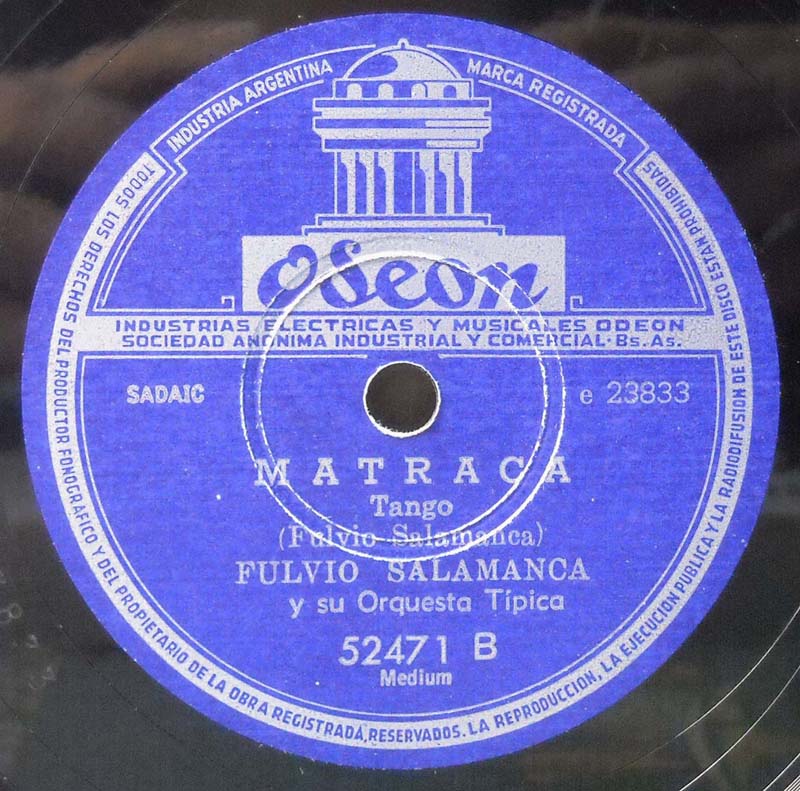 INDUSTRIA ARGENTINA
MARCA REGISTRADA
TODOS LOS DERECHOS DEL PRODUCTOR FONOGRAFICO Y DEL PROPIETARIO DE LA OBRA REGISTRADA, RESERVADOS. LA REPRODUCCION, LA EJECUCION PUBLICA Y LA RADIODIFUSION DE ESTE DISCO ESTAN PROHIBIDAS
Odeon
INDUSTRIAS ELECTRICAS Y MUSICALES ODEON
SOCIEDAD ANONIMA INDUSTRIAL Y COMERCIAL - Bs. As.
SADAIC
e 23833
MATRACA
Tango
(Fulvio Salamanca)
FULVIO SALAMANCA
y su Orquesta Típica
52471 B
Medium